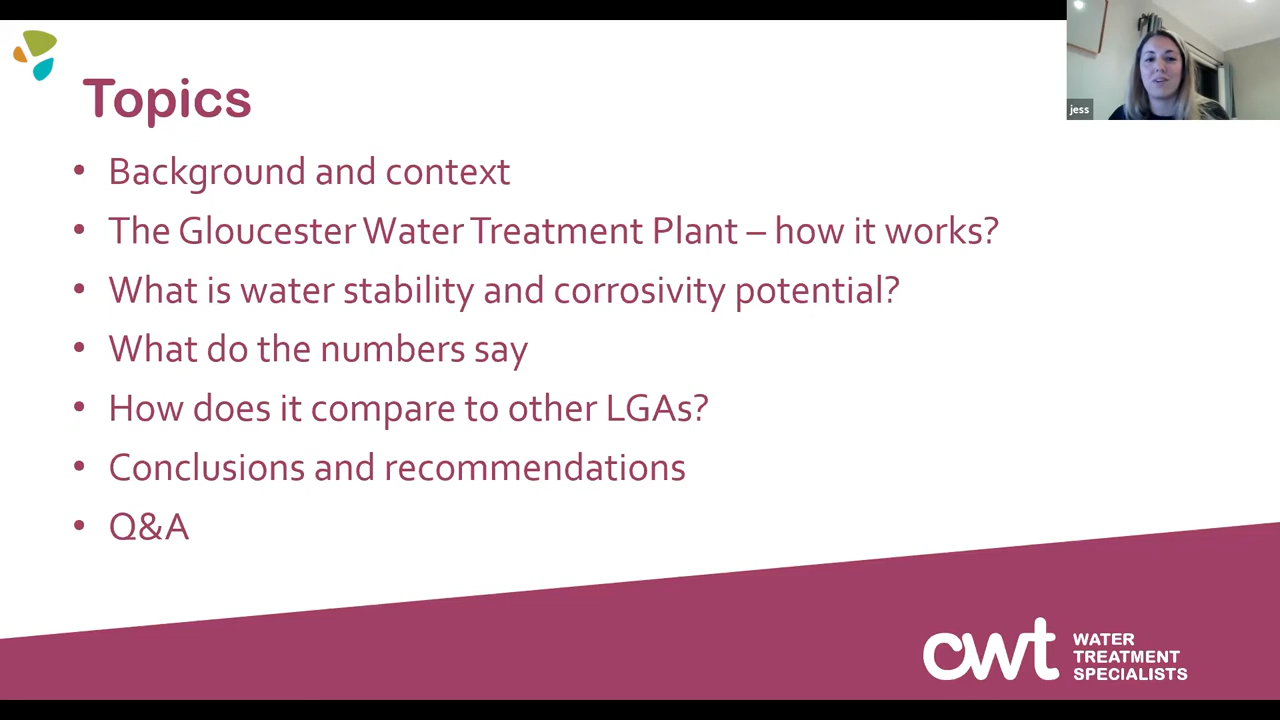 Topics
• Background and context
• The Gloucester Water Treatment Plant – how it works?
• What is water stability and corrosivity potential?
• What do the numbers say
• How does it compare to other LGAs?
• Conclusions and recommendations
• Q&A
jess
cwt
WATER
TREATMENT
SPECIALISTS